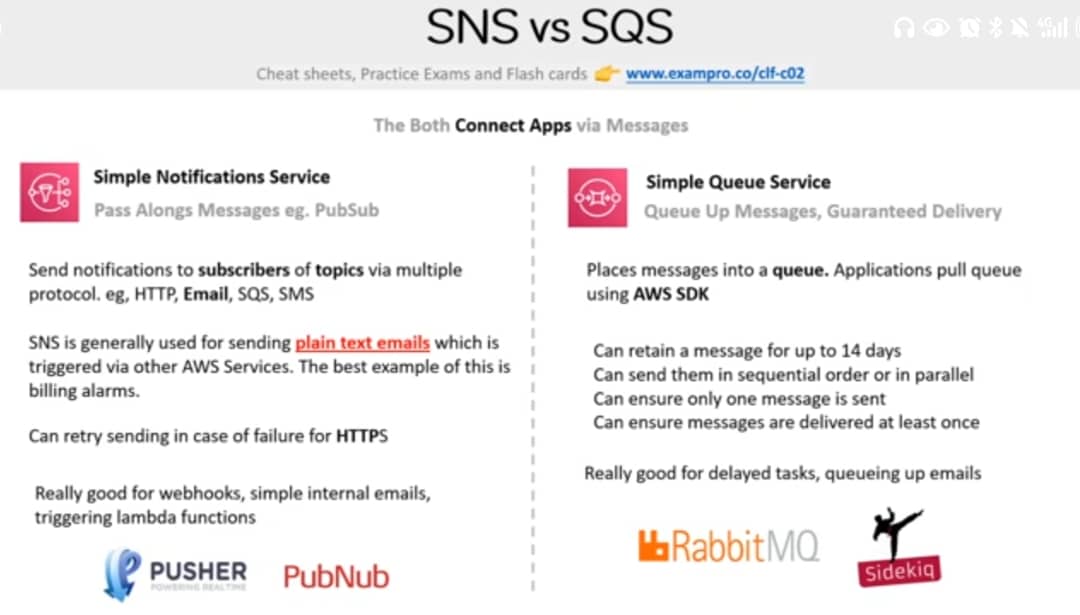 SNS vs SQS
4G
Cheat sheets, Practice Exams and Flash cards 👉 www.exampro.co/clf-c02
The Both Connect Apps via Messages
Simple Notifications Service
Pass Alongs Messages eg. PubSub
Send notifications to subscribers of topics via multiple
protocol. eg, HTTP, Email, SQS, SMS
SNS is generally used for sending plain text emails which is
triggered via other AWS Services. The best example of this is
billing alarms.
Can retry sending in case of failure for HTTPS
Really good for webhooks, simple internal emails,
triggering lambda functions
PUSHER
POWERING REALTIME
PubNub
Simple Queue Service
Queue Up Messages, Guaranteed Delivery
Places messages into a queue. Applications pull queue
using AWS SDK
Can retain a message for up to 14 days
Can send them in sequential order or in parallel
Can ensure only one message is sent
Can ensure messages are delivered at least once
Really good for delayed tasks, queueing up emails
RabbitMQ
Sidekiq